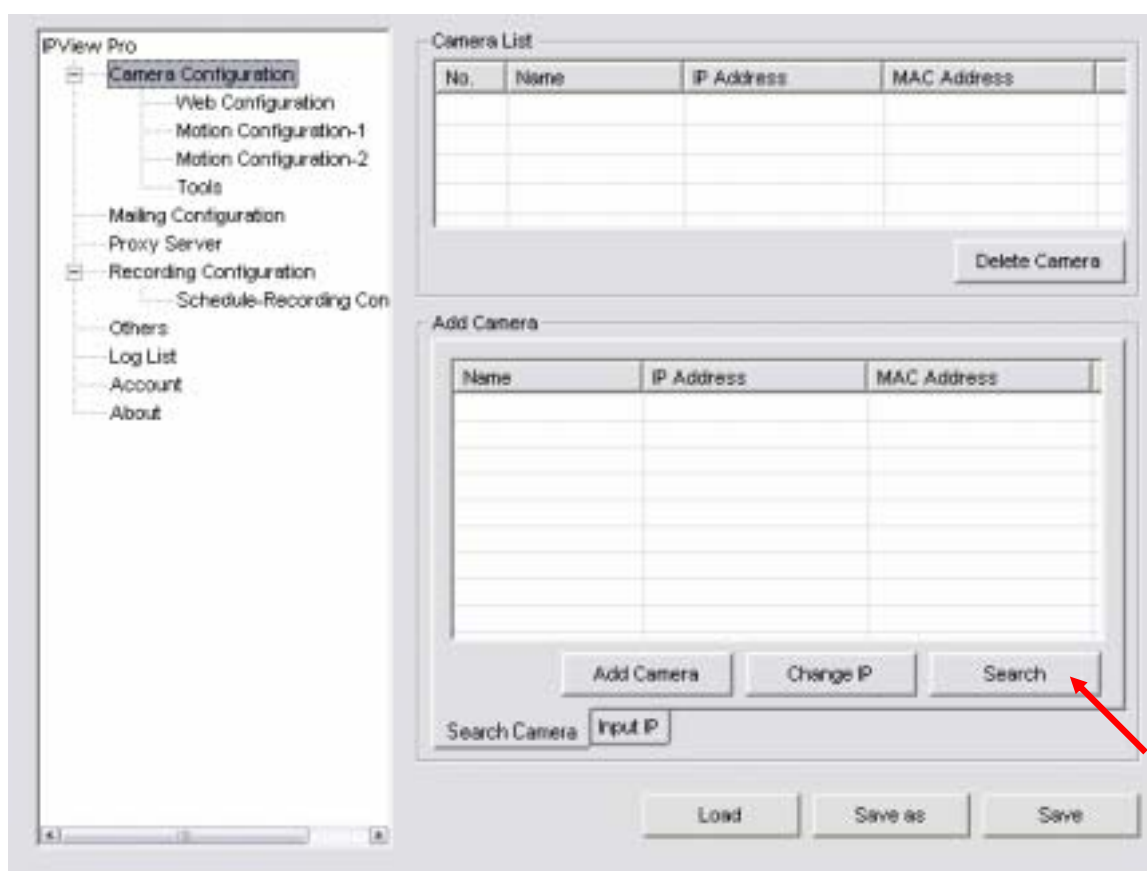 IPView Pro
Camera Configuration
Web Configuration
Motion Configuration-1
Motion Configuration-2
Tools
Mailing Configuration
Proxy Server
Recording Configuration
Schedule-Recording Con
Others
Log List
Account
About
Camera List
No. Name IP Address MAC Address
Delete Camera
Add Camera
Name IP Address MAC Address
Add Camera Change IP Search
Search Camera Input IP
Load Save as Save